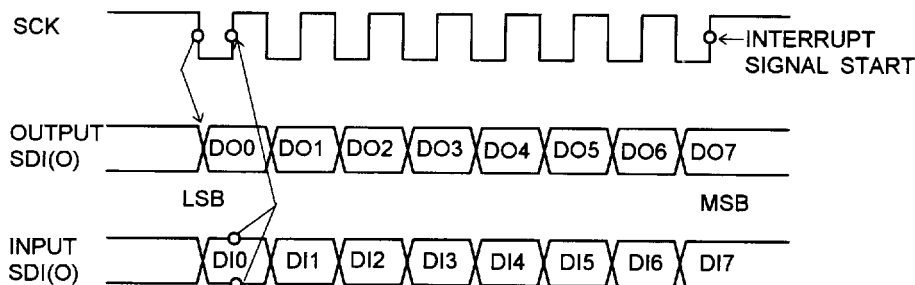 SCK
INTERRUPT
SIGNAL START
OUTPUT
SDI(O)
DO0 DO1 DO2 DO3 DO4 DO5 DO6 DO7
LSB MSB
INPUT
SDI(O)
DI0 DI1 DI2 DI3 DI4 DI5 DI6 DI7